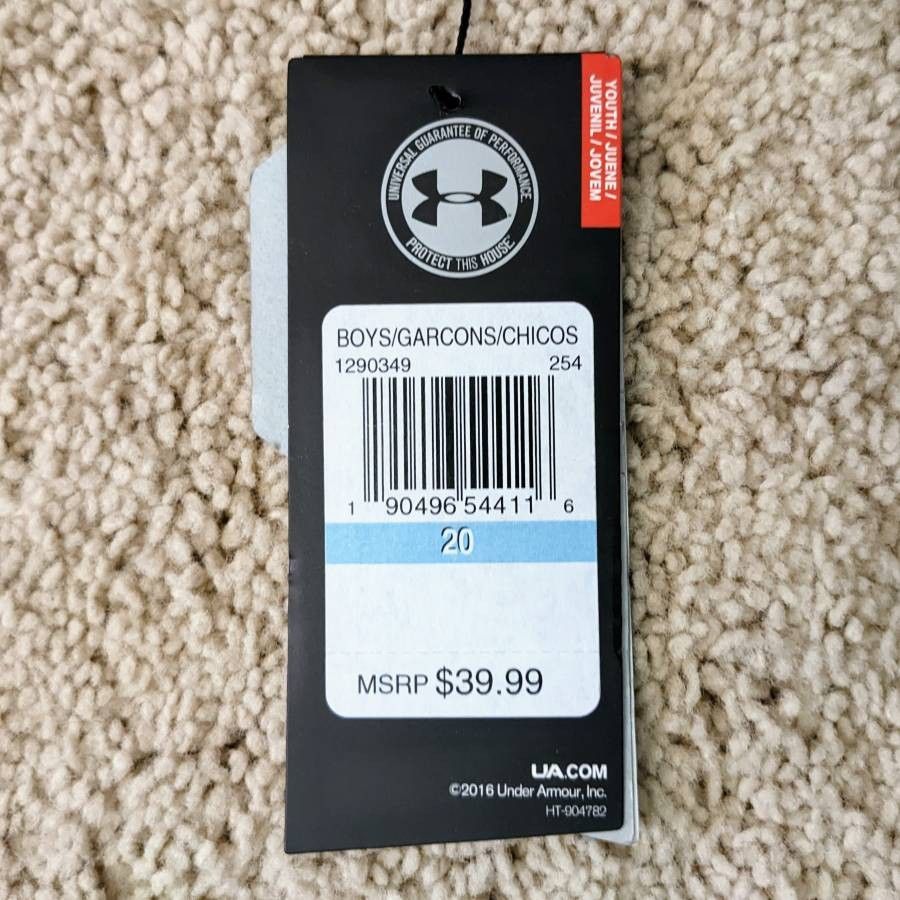 YOUTH / JUENE /
JUVENIL / JOVEM
UNIVERSAL GUARANTEE OF PERFORMANCE.
PROTECT THIS HOUSE
BOYS/GARCONS/CHICOS
1290349 254
1 90496 54411 6
20
MSRP $39.99
UA.COM
©2016 Under Armour, Inc.
HT-904782